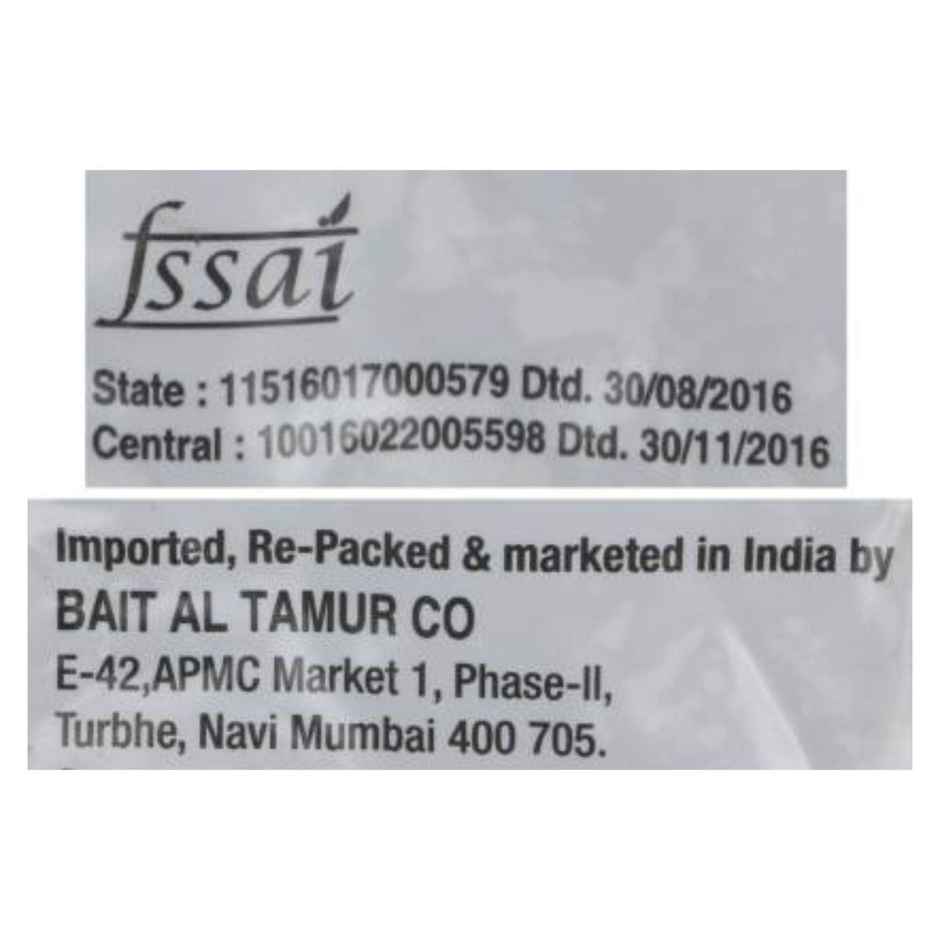 fssai
State : 11516017000579 Dtd. 30/08/2016
Central : 10016022005598 Dtd. 30/11/2016
Imported, Re-Packed & marketed in India by
BAIT AL TAMUR CO
E-42,APMC Market 1, Phase-II,
Turbhe, Navi Mumbai 400 705.